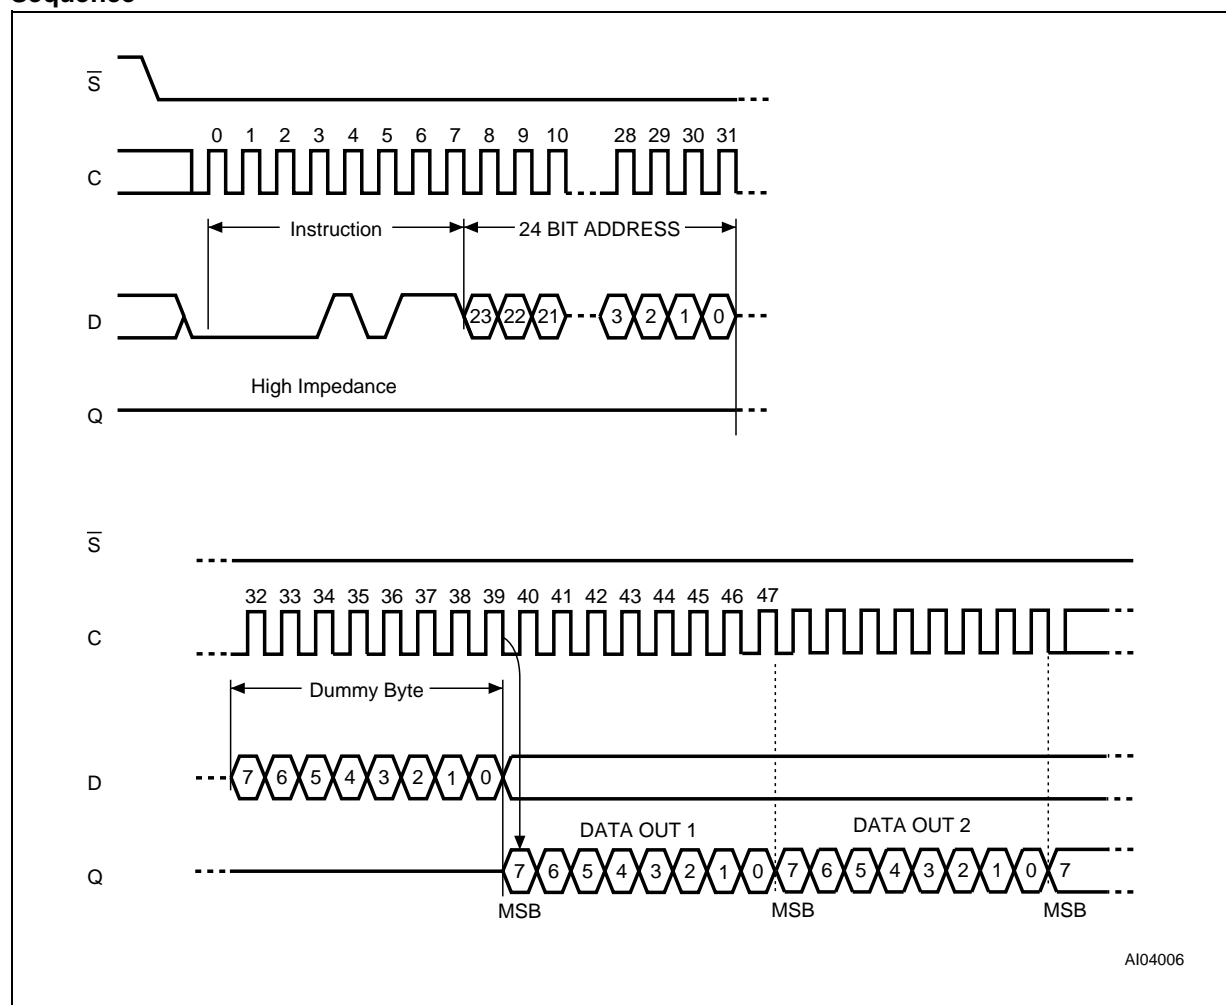 Sequence
S
0 1 2 3 4 5 6 7 8 9 10 28 29 30 31
C
Instruction 24 BIT ADDRESS
D 23 22 21 3 2 1 0
High Impedance
Q
S
32 33 34 35 36 37 38 39 40 41 42 43 44 45 46 47
C
Dummy Byte
D 7 6 5 4 3 2 1 0
DATA OUT 1 DATA OUT 2
Q 7 6 5 4 3 2 1 0 7 6 5 4 3 2 1 0 7
MSB MSB MSB
AI04006